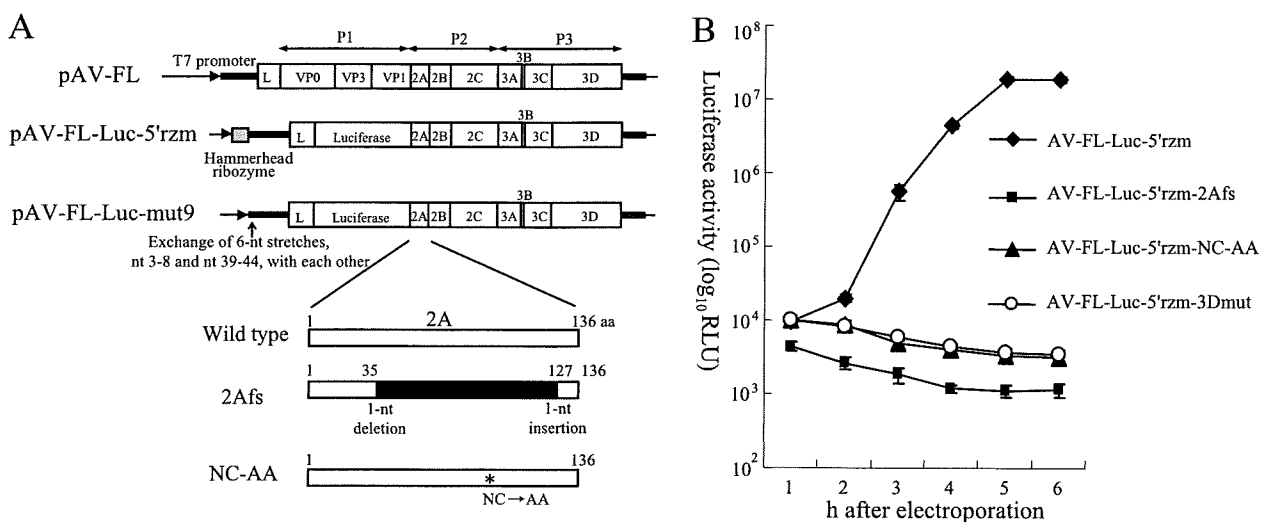 A
P1 P2 P3
3B
T7 promoter
pAV-FL
L VP0 VP3 VP1 2A 2B 2C 3A 3C 3D
3B
pAV-FL-Luc-5'rzm
L Luciferase 2A 2B 2C 3A 3C 3D
Hammerhead
ribozyme
3B
pAV-FL-Luc-mut9
L Luciferase 2A 2B 2C 3A 3C 3D
Exchange of 6-nt stretches,
nt 3-8 and nt 39-44, with each other
1 2A 136 aa
Wild type
1 35 127 136
2Afs
1-nt
deletion
1-nt
insertion
1 136
NC-AA
*
NC→AA
B
Luciferase activity (log10RLU)
10^8
10^7
10^6
10^5
10^4
10^3
10^2
1 2 3 4 5 6
h after electroporation
AV-FL-Luc-5'rzm
AV-FL-Luc-5'rzm-2Afs
AV-FL-Luc-5'rzm-NC-AA
AV-FL-Luc-5'rzm-3Dmut